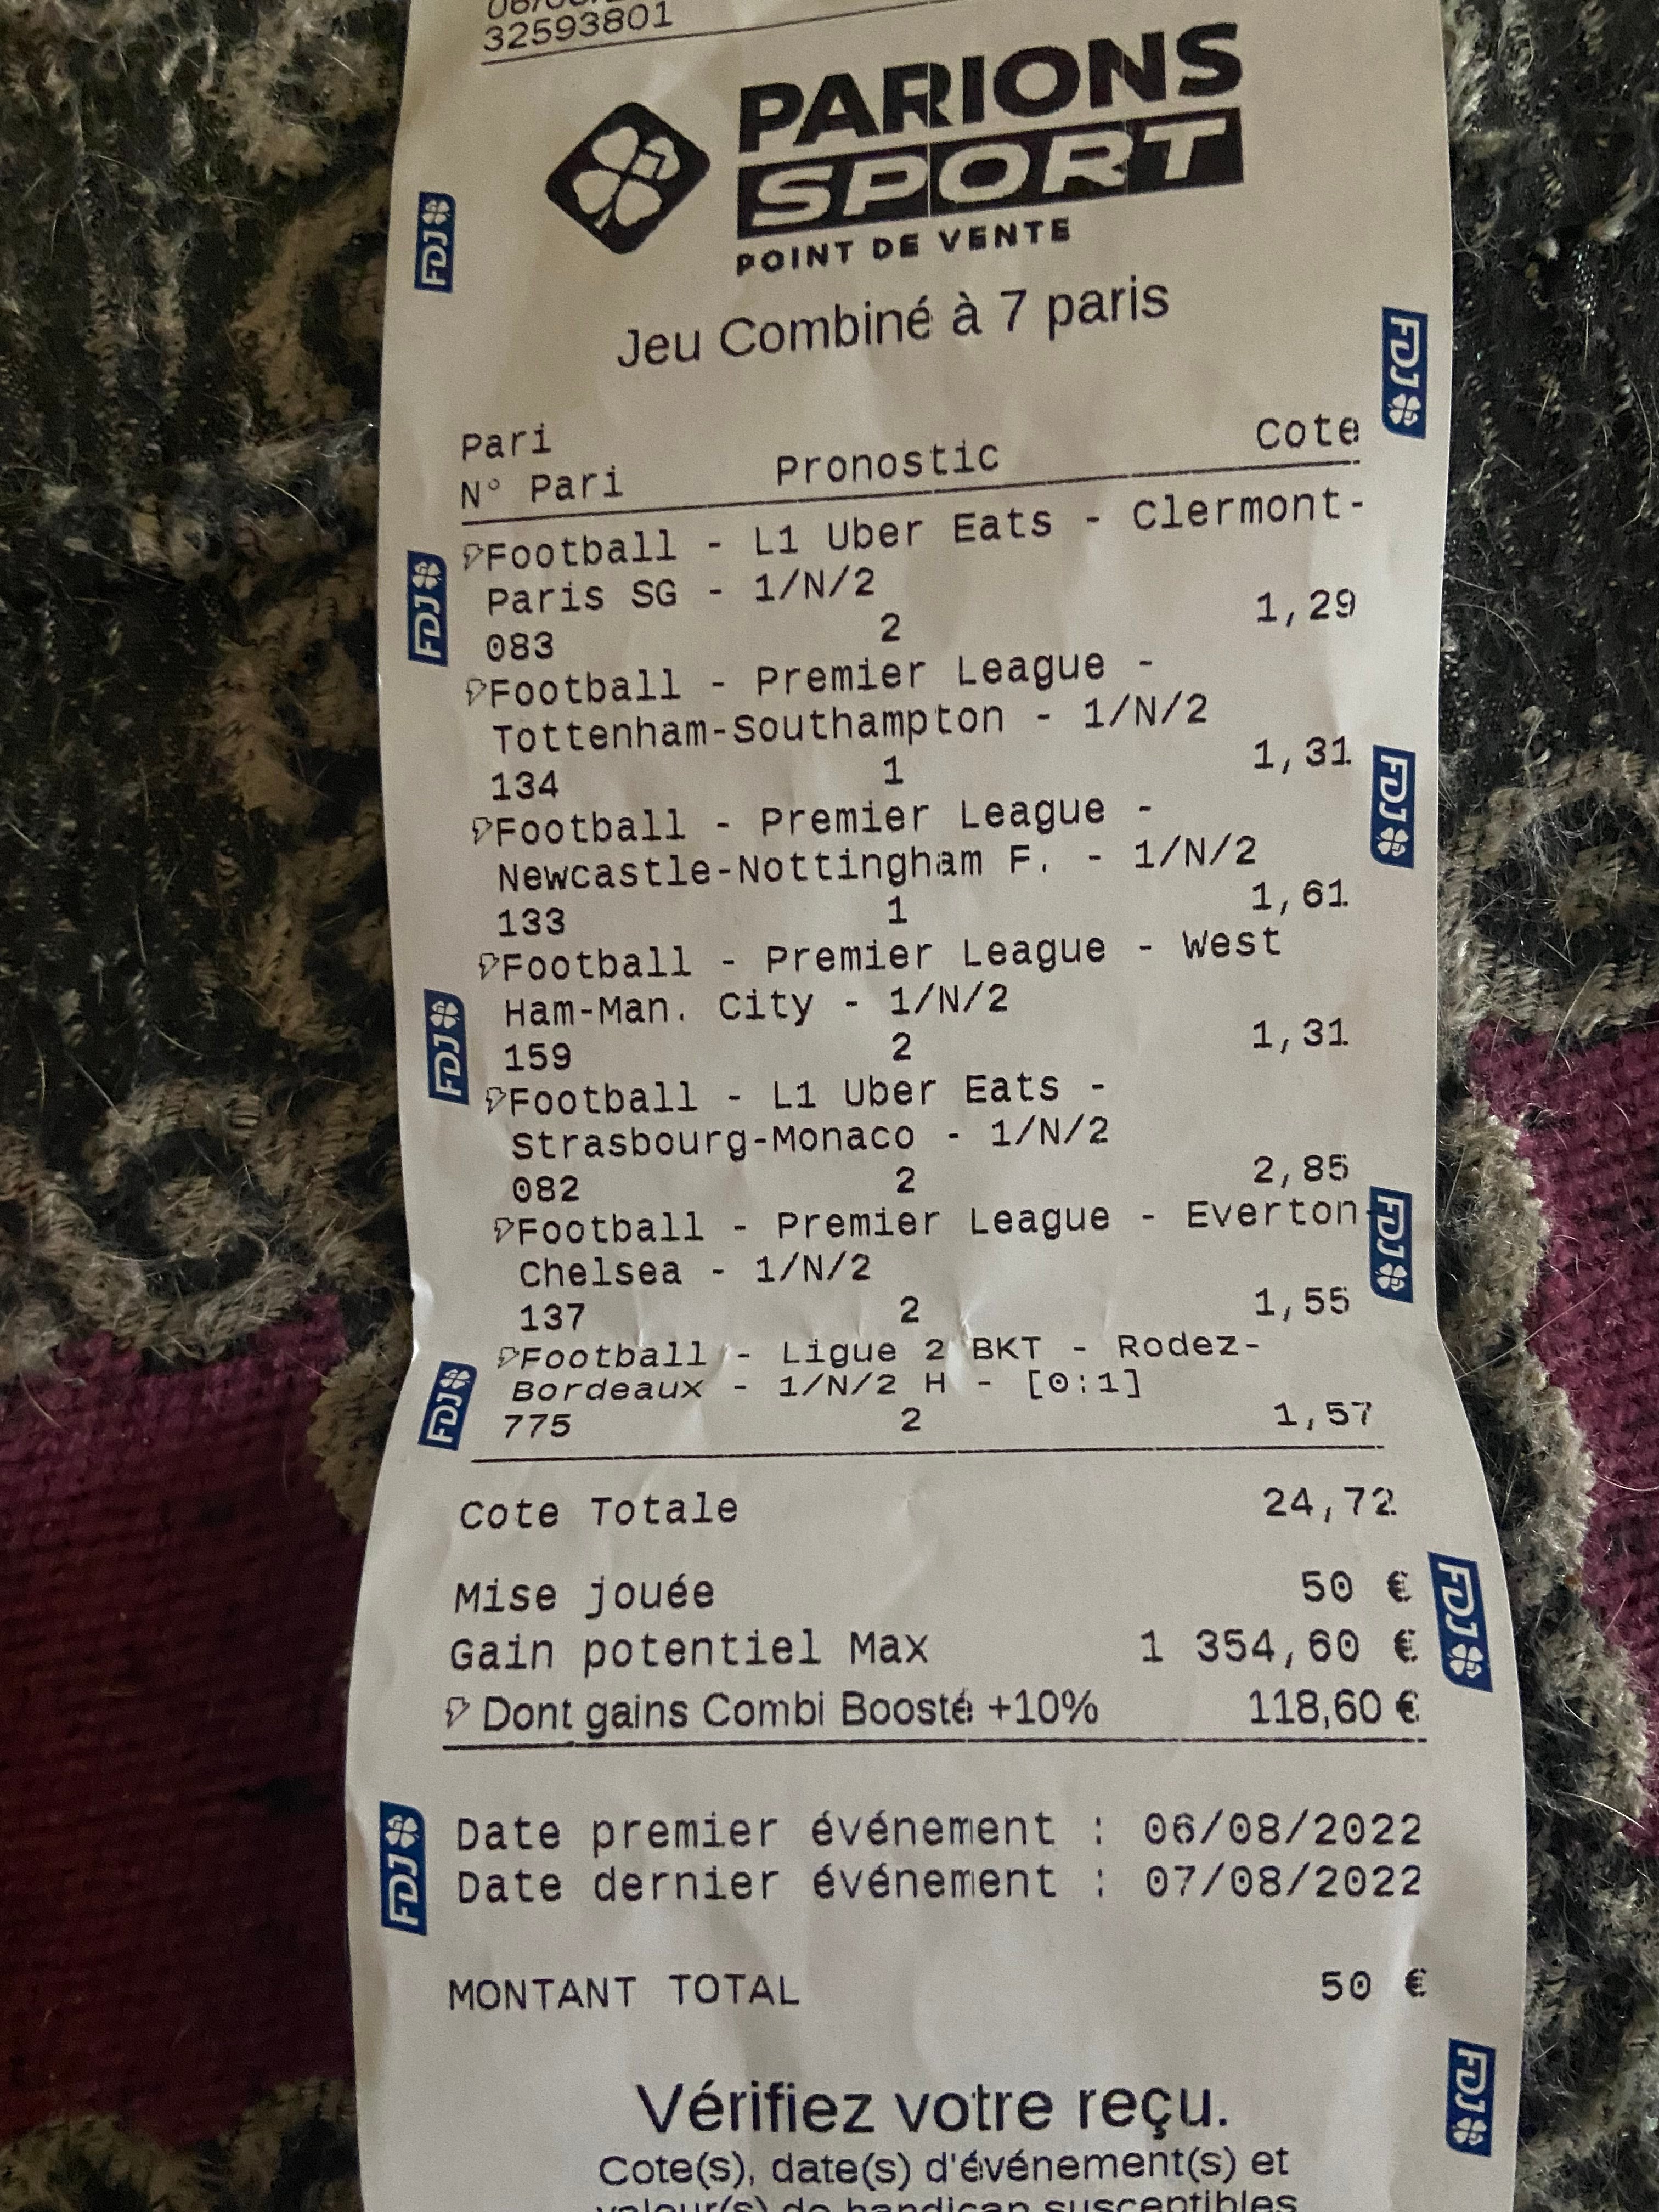 32593801
PARIONS
SPORT
POINT DE VENTE
Jeu Combiné à 7 paris
Pari
N° Pari Pronostic Cote
Football - L1 Uber Eats - Clermont-
Paris SG - 1/N/2
083 2 1,29
Football - Premier League -
Tottenham-Southampton - 1/N/2
134 1 1,31
Football - Premier League -
Newcastle-Nottingham F. - 1/N/2
133 1 1,61
Football - Premier League - West
Ham-Man. City - 1/N/2
159 2 1,31
Football - L1 Uber Eats -
Strasbourg-Monaco - 1/N/2
082 2 2,85
Football - Premier League - Everton-
Chelsea - 1/N/2
137 2 1,55
Football - Ligue 2 BKT - Rodez-
Bordeaux - 1/N/2 H - [0:1]
775 2 1,57
Cote Totale 24,72
Mise jouée 50 €
Gain potentiel Max 1 354,60 €
Dont gains Combi Boosté +10% 118,60 €
Date premier événement : 06/08/2022
Date dernier événement : 07/08/2022
MONTANT TOTAL 50 €
Vérifiez votre reçu.
Cote(s), date(s) d'événement(s) et
valeur(s) de handicap susceptibles
FDJ
FDJ
FDJ
FDJ
FDJ
FDJ
FDJ
FDJ
FDJ
FDJ